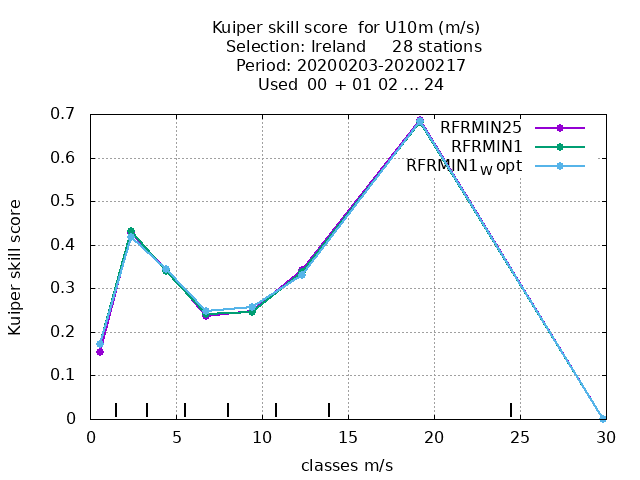 Kuiper skill score  for U10m (m/s)
Selection: Ireland     28 stations
Period: 20200203-20200217
Used  00 + 01 02 ... 24
RFRMIN25
RFRMIN1
RFRMIN1W opt
Kuiper skill score
0.7
0.6
0.5
0.4
0.3
0.2
0.1
0
0 5 10 15 20 25 30
classes m/s